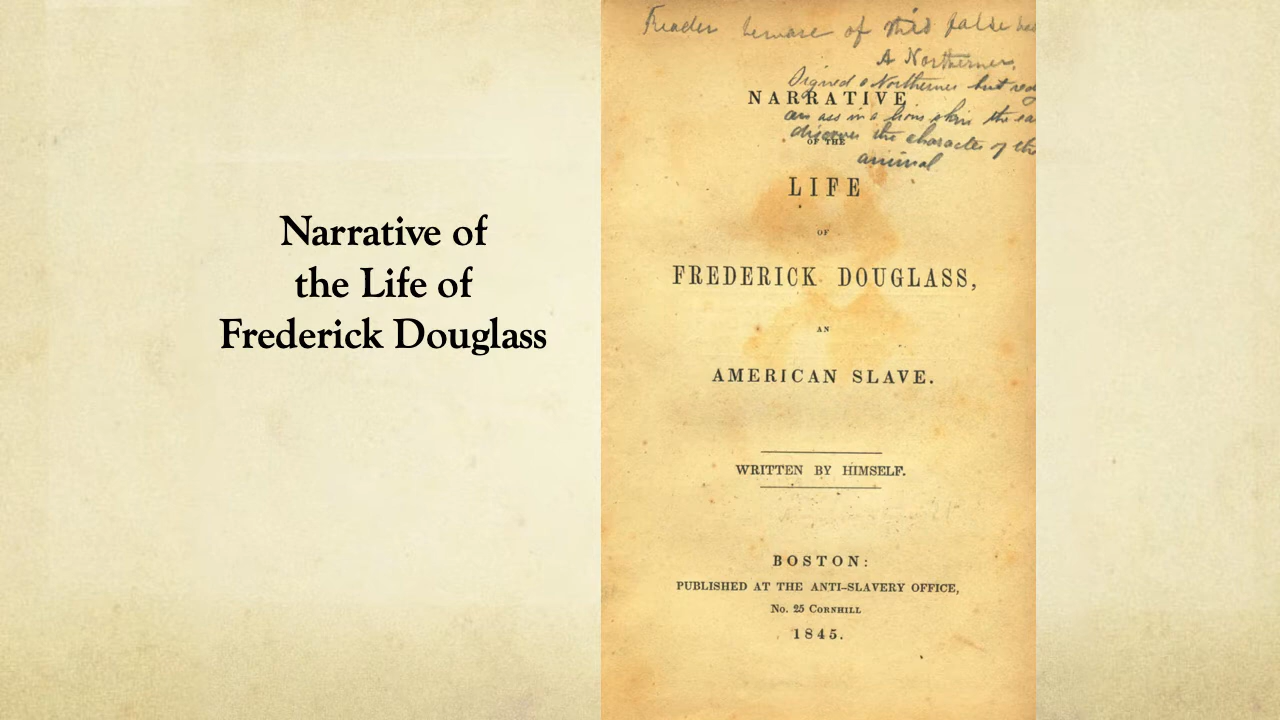 Narrative of
the Life of
Frederick Douglass
Reader beware of this false
A Northerner,
Signed a Northerner but
NARRATIVE
an ass in a lions skin the
discover the character of
OF THE
animal
LIFE
OF
FREDERICK DOUGLASS,
AN
AMERICAN SLAVE.
WRITTEN BY HIMSELF.
BOSTON:
PUBLISHED AT THE ANTI-SLAVERY OFFICE,
No. 25 Cornhill
1845.